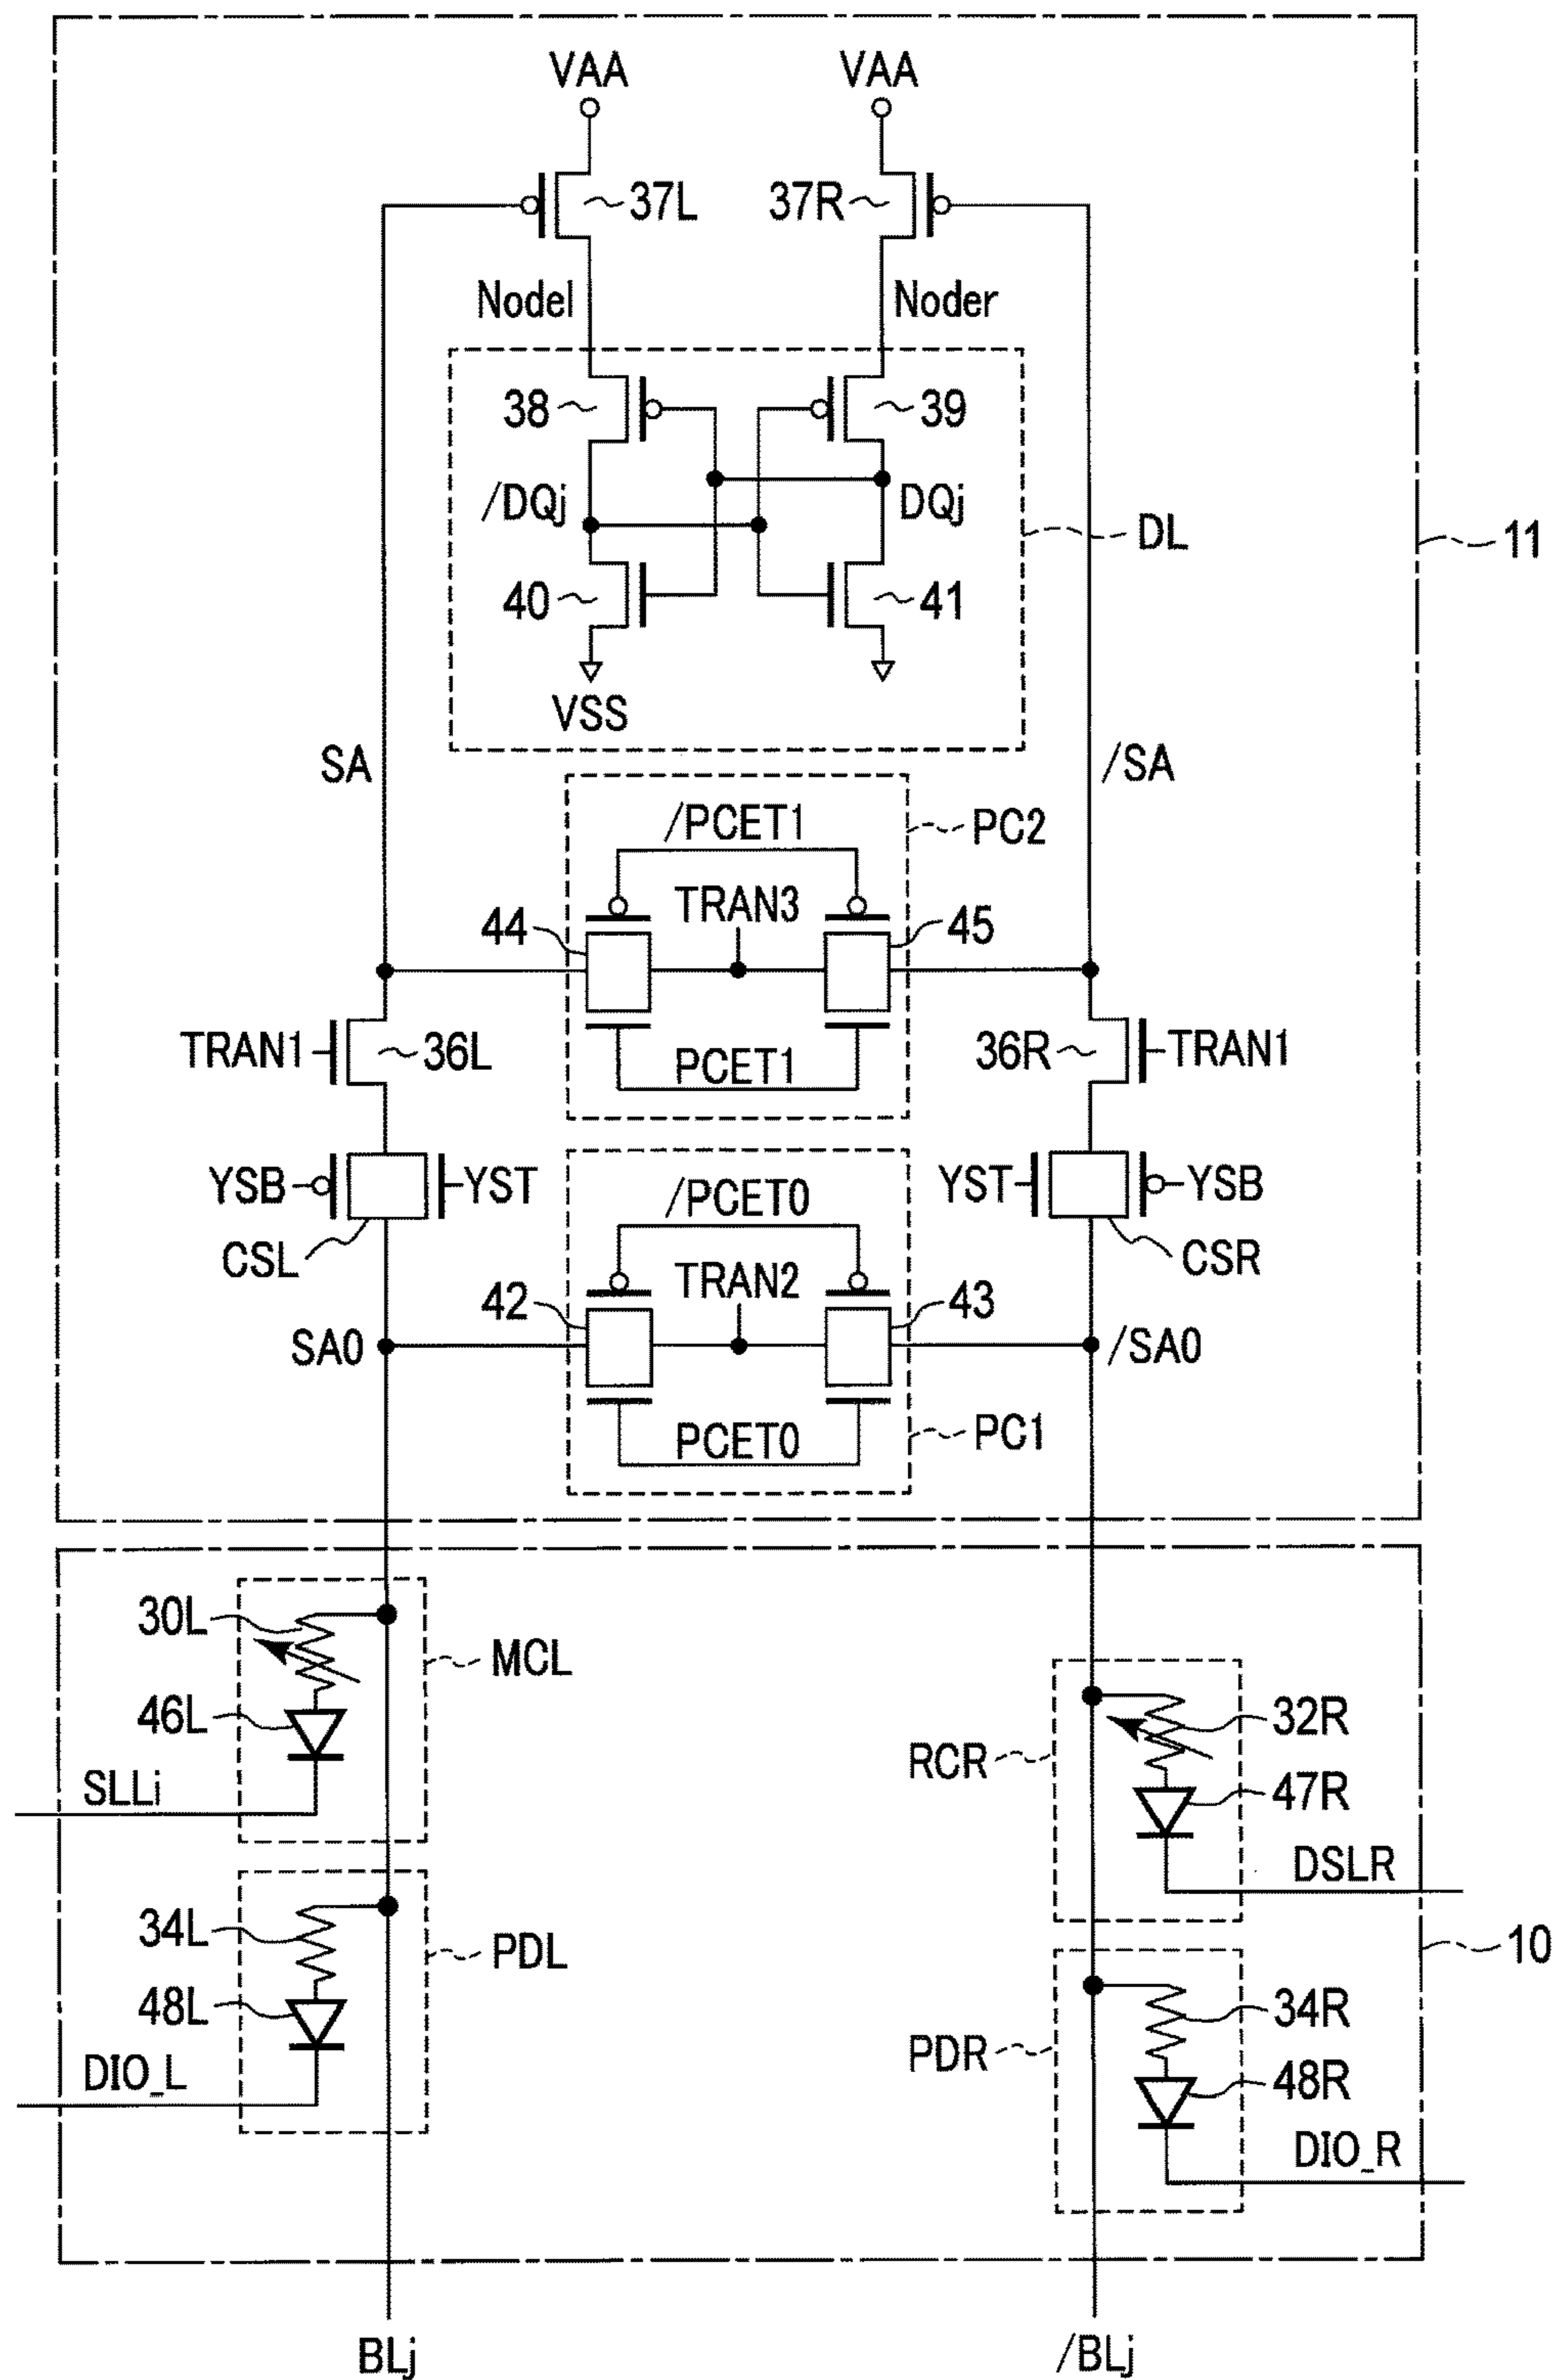 VAA VAA
37L 37R
Nodel Noder
38 39
/DQj DQj
DL
11
40 41
VSS
SA /SA
/PCET1
PC2
TRAN3
44 45
TRAN1 36L 36R TRAN1
PCET1
YSB YST YST YSB
/PCET0
CSL CSR
TRAN2
42 43
SA0 /SA0
PCET0
PC1
30L
MCL
46L 32R
RCR
SLLi 47R
DSLR
34L
PDL 10
48L 34R
PDR
DIO_L 48R
DIO_R
BLj /BLj